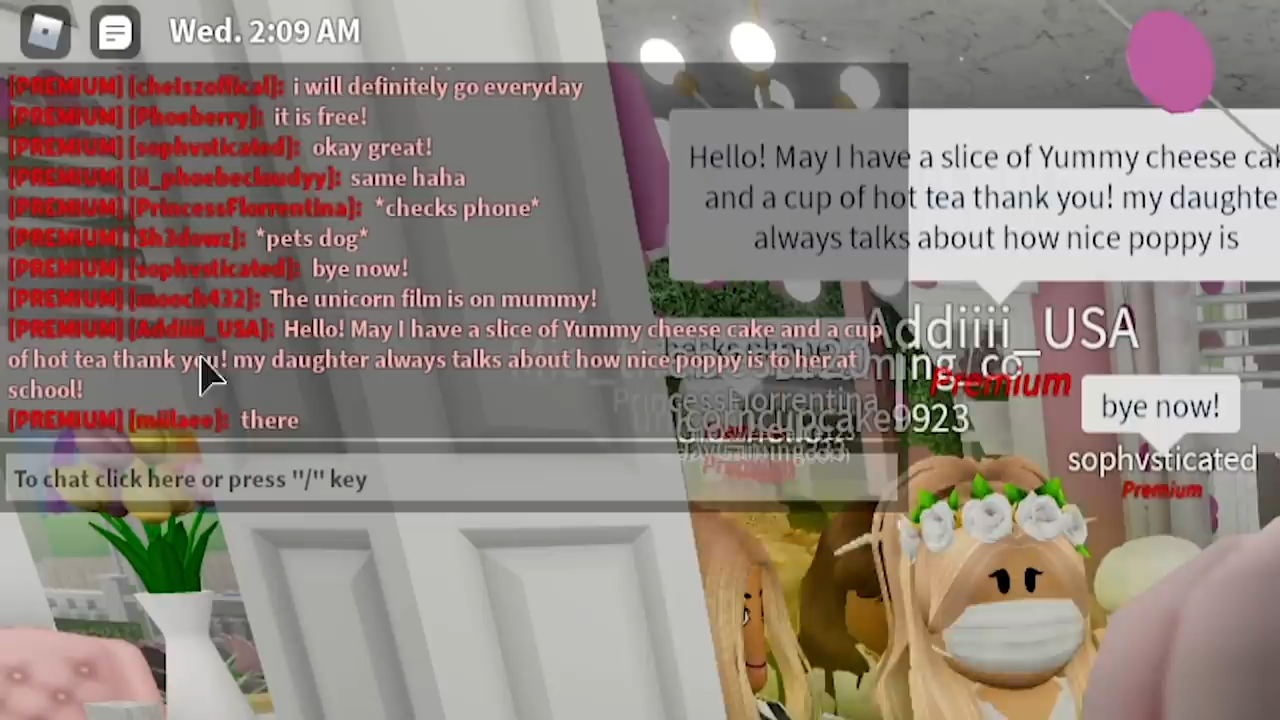 Wed. 2:09 AM
[PREMIUM] [chelszoffical]: i will definitely go everyday
[PREMIUM] [Phoeberry]: it is free!
[PREMIUM] [sophvsticated]: okay great!
[PREMIUM] [ii_phoebecloudyy]: same haha
[PREMIUM] [PrincessFlorrentina]: *checks phone*
[PREMIUM] [Sh3dowz]: *pets dog*
[PREMIUM] [sophvsticated]: bye now!
[PREMIUM] [mooch432]: The unicorn film is on mummy!
[PREMIUM] [Addiiii_USA]: Hello! May I have a slice of Yummy cheese cake and a cup
of hot tea thank you! my daughter always talks about how nice poppy is to her at
school!
[PREMIUM] [miilaee]: there
To chat click here or press "/" key
Hello! May I have a slice of Yummy cheese
and a cup of hot tea thank you! my daughte
always talks about how nice poppy is
Addiiii_USA
Premium
PrincessFlorrentina
bye now!
sophvsticated
Premium